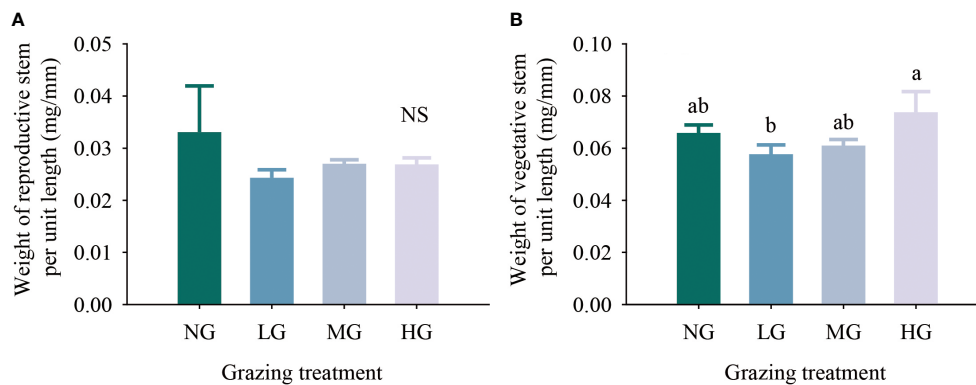 A
Weight of reproductive stem
per unit length (mg/mm)
0.05
0.04
0.03
0.02
0.01
0.00
NS
NG LG MG HG
Grazing treatment
B
Weight of vegetative stem
per unit length (mg/mm)
0.10
0.08
0.06
0.04
0.02
0.00
ab
b
ab
a
NG LG MG HG
Grazing treatment